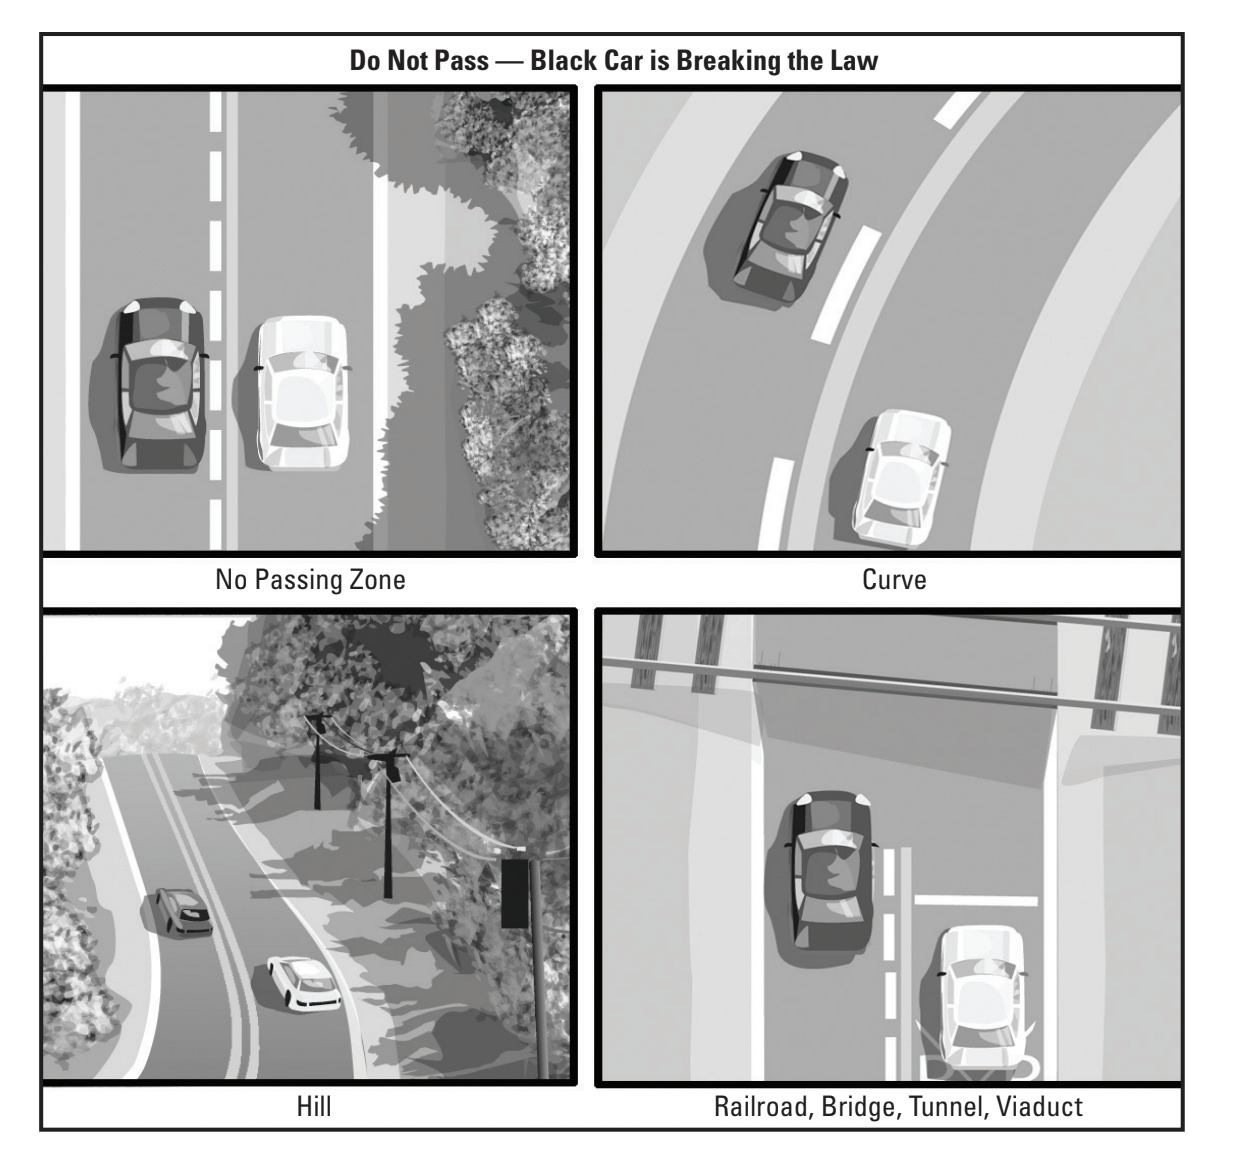 Do Not Pass — Black Car is Breaking the Law
No Passing Zone
Curve
Hill
Railroad, Bridge, Tunnel, Viaduct